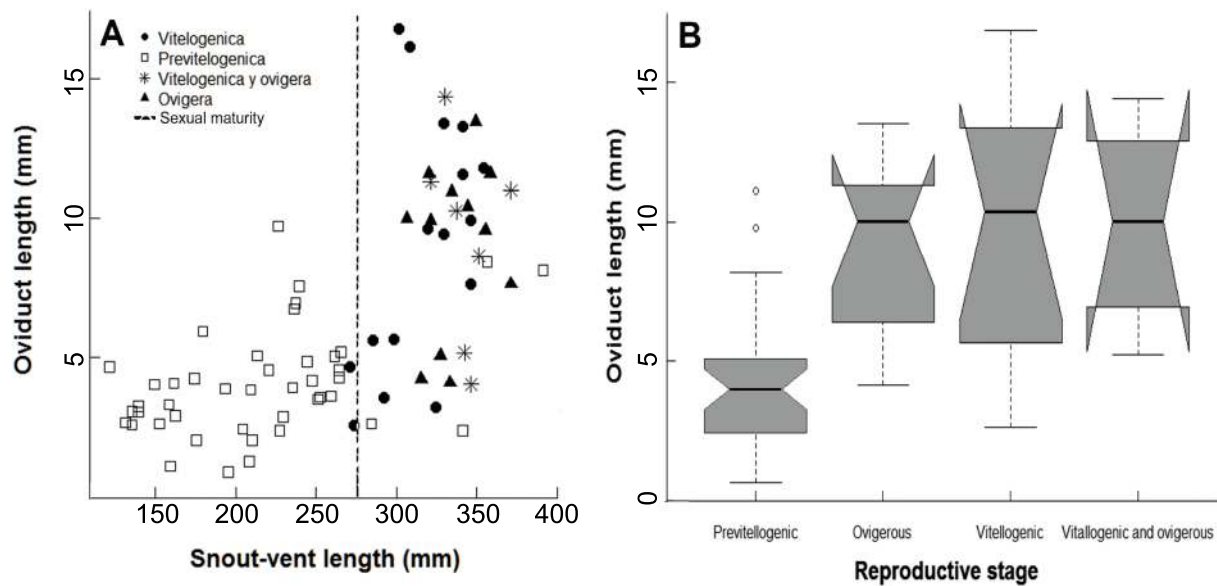 A
Vitelogenica
Previtelogenica
Vitelogenica y ovigera
Ovigera
Sexual maturity
Oviduct length (mm)
15
10
5
150 200 250 300 350 400
Snout-vent length (mm)
B
Oviduct length (mm)
15
10
5
0
Previtellogenic Ovigerous Vitellogenic Vitallogenic and ovigerous
Reproductive stage